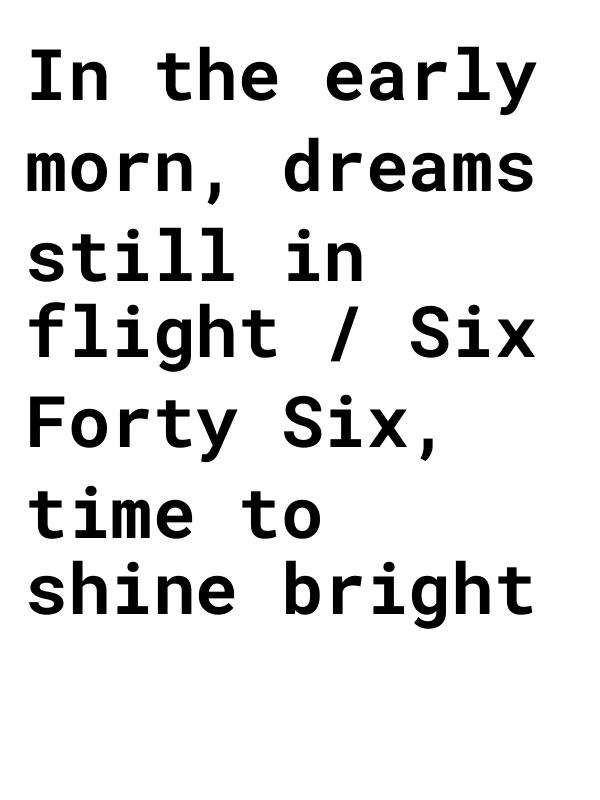 In the early
morn, dreams
still in
flight / Six
Forty Six,
time to
shine bright